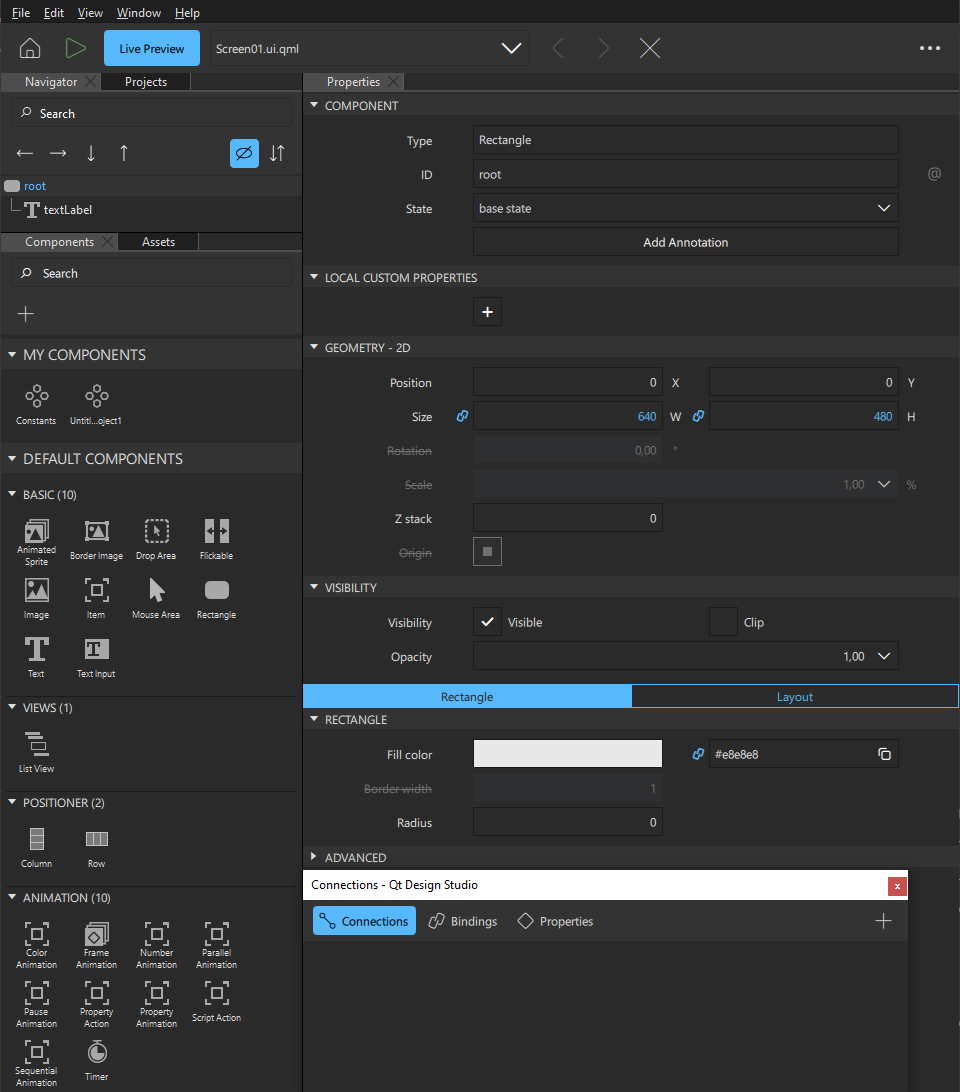 File Edit View Window Help
Live Preview Screen01.ui.qml
Navigator Projects
Search
root
textLabel
Components Assets
Search
MY COMPONENTS
Constants Untitl...oject1
DEFAULT COMPONENTS
BASIC (10)
Animated Sprite Border Image Drop Area Flickable
Image Item Mouse Area Rectangle
Text Text Input
VIEWS (1)
List View
POSITIONER (2)
Column Row
ANIMATION (10)
Color Animation Frame Animation Number Animation Parallel Animation
Pause Animation Property Action Property Animation Script Action
Sequential Animation Timer
Properties
COMPONENT
Type Rectangle
ID root @
State base state
Add Annotation
LOCAL CUSTOM PROPERTIES
+
GEOMETRY - 2D
Position 0 X 0 Y
Size 640 W 480 H
Rotation 0,00 °
Scale 1,00 %
Z stack 0
Origin
VISIBILITY
Visibility Visible Clip
Opacity 1,00
Rectangle Layout
RECTANGLE
Fill color #e8e8e8
Border width 1
Radius 0
ADVANCED
Connections - Qt Design Studio x
Connections Bindings Properties